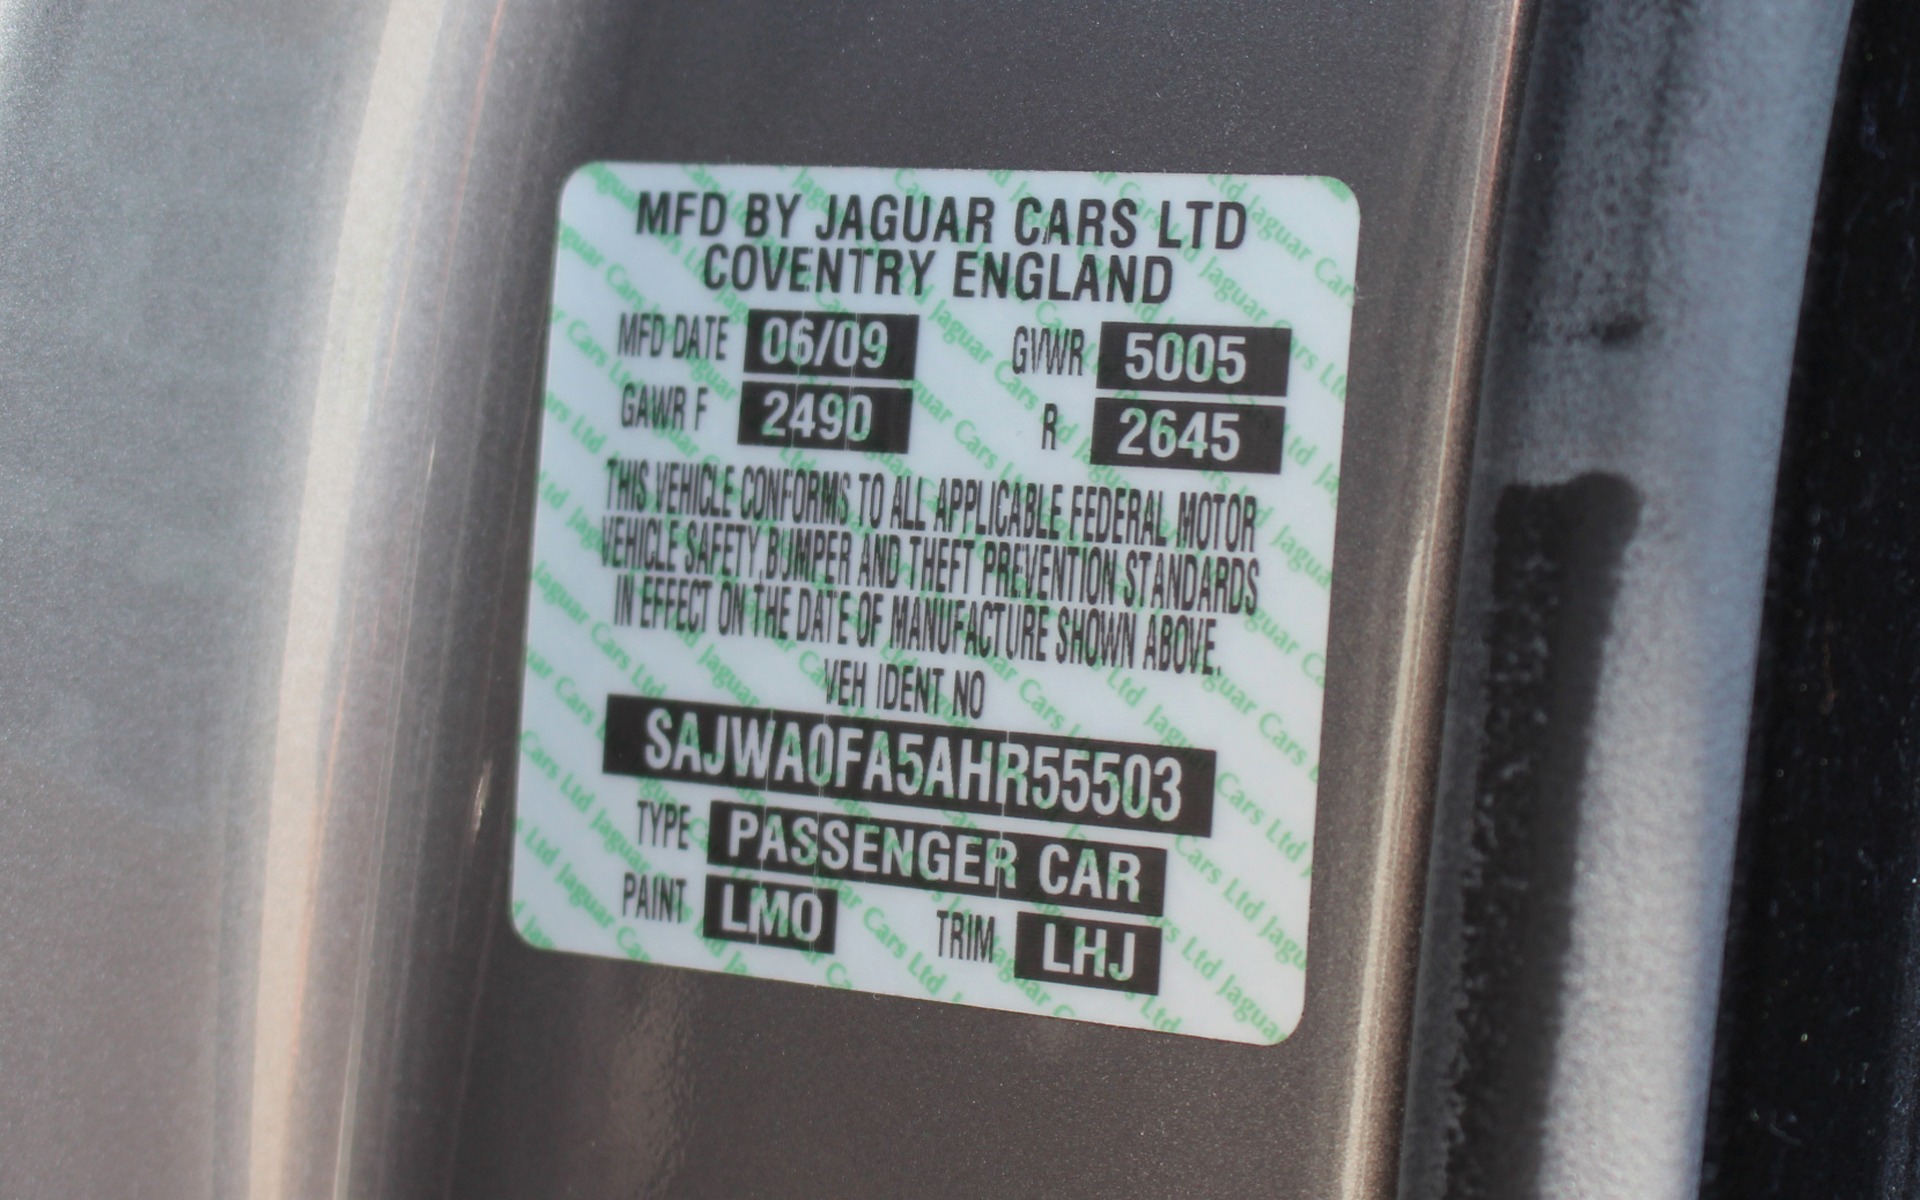 MFD BY JAGUAR CARS LTD
COVENTRY ENGLAND
MFD DATE 06/09 GVWR 5005
GAWR F 2490 R 2645
THIS VEHICLE CONFORMS TO ALL APPLICABLE FEDERAL MOTOR
VEHICLE SAFETY,BUMPER AND THEFT PREVENTION STANDARDS
IN EFFECT ON THE DATE OF MANUFACTURE SHOWN ABOVE.
VEH IDENT NO
SAJWA0FA5AHR55503
TYPE PASSENGER CAR
PAINT LMO TRIM LHJ